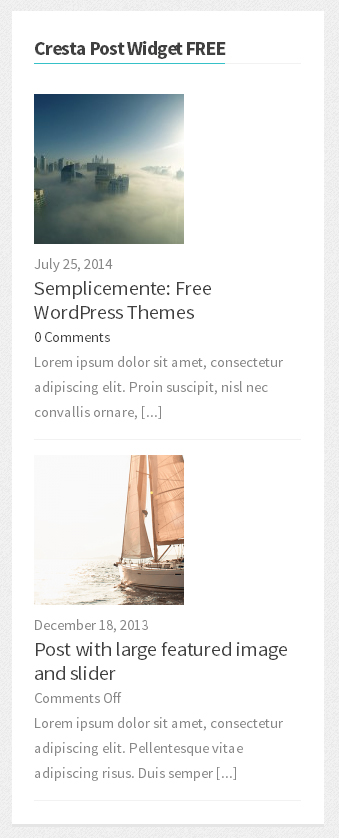 Cresta Post Widget FREE
July 25, 2014
Semplicemente: Free
WordPress Themes
0 Comments
Lorem ipsum dolor sit amet, consectetur
adipiscing elit. Proin suscipit, nisl nec
convallis ornare, [...]
December 18, 2013
Post with large featured image
and slider
Comments Off
Lorem ipsum dolor sit amet, consectetur
adipiscing elit. Pellentesque vitae
adipiscing risus. Duis semper [...]